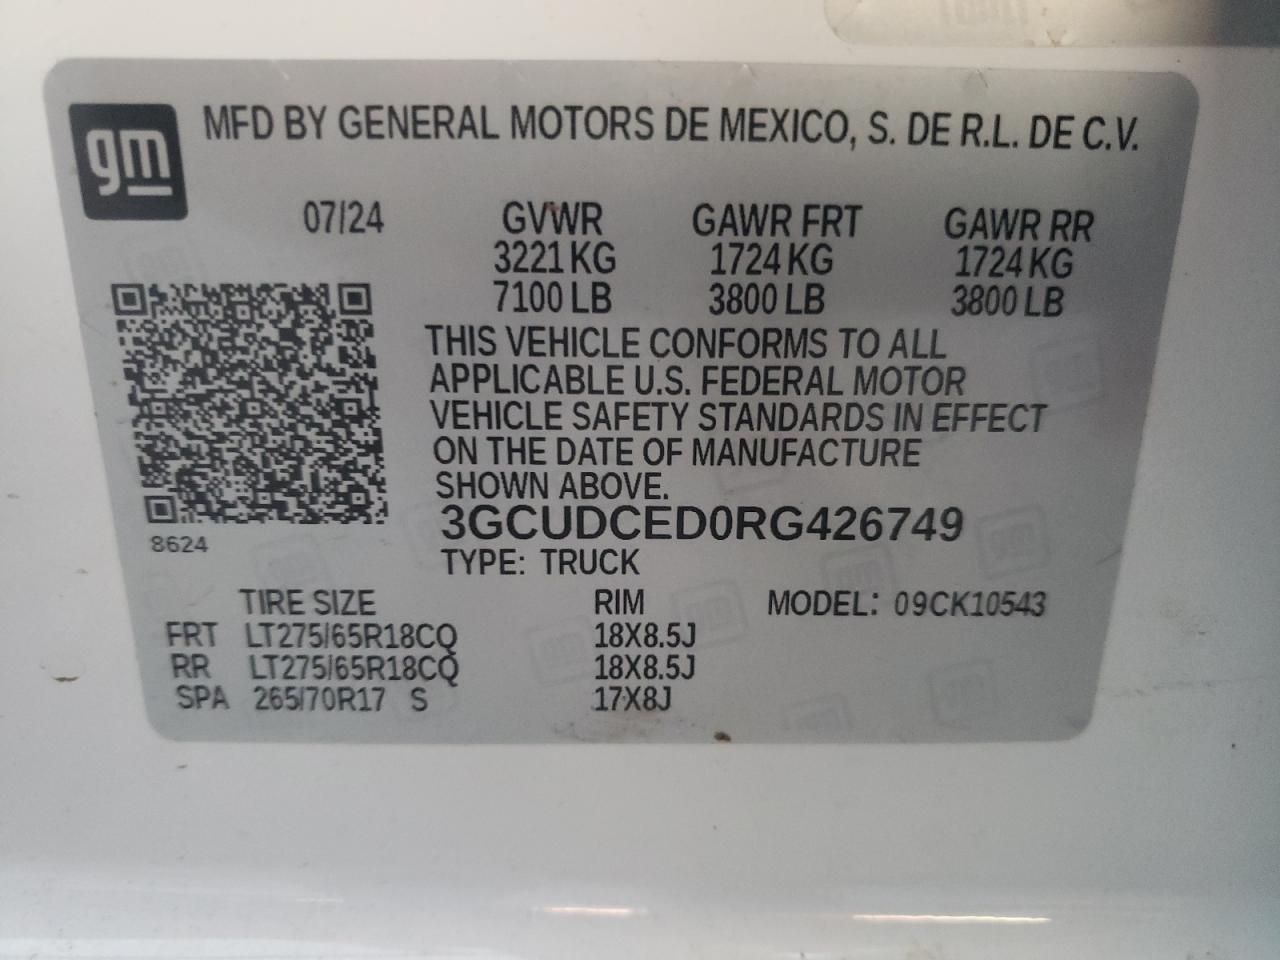 gm
MFD BY GENERAL MOTORS DE MEXICO, S. DE R.L. DE C.V.
07/24 GVWR GAWR FRT GAWR RR
3221 KG 1724 KG 1724 KG
7100 LB 3800 LB 3800 LB
THIS VEHICLE CONFORMS TO ALL
APPLICABLE U.S. FEDERAL MOTOR
VEHICLE SAFETY STANDARDS IN EFFECT
ON THE DATE OF MANUFACTURE
SHOWN ABOVE.
3GCUDCED0RG426749
8624
TYPE: TRUCK
TIRE SIZE RIM MODEL: 09CK10543
FRT LT275/65R18CQ 18X8.5J
RR LT275/65R18CQ 18X8.5J
SPA 265/70R17 S 17X8J